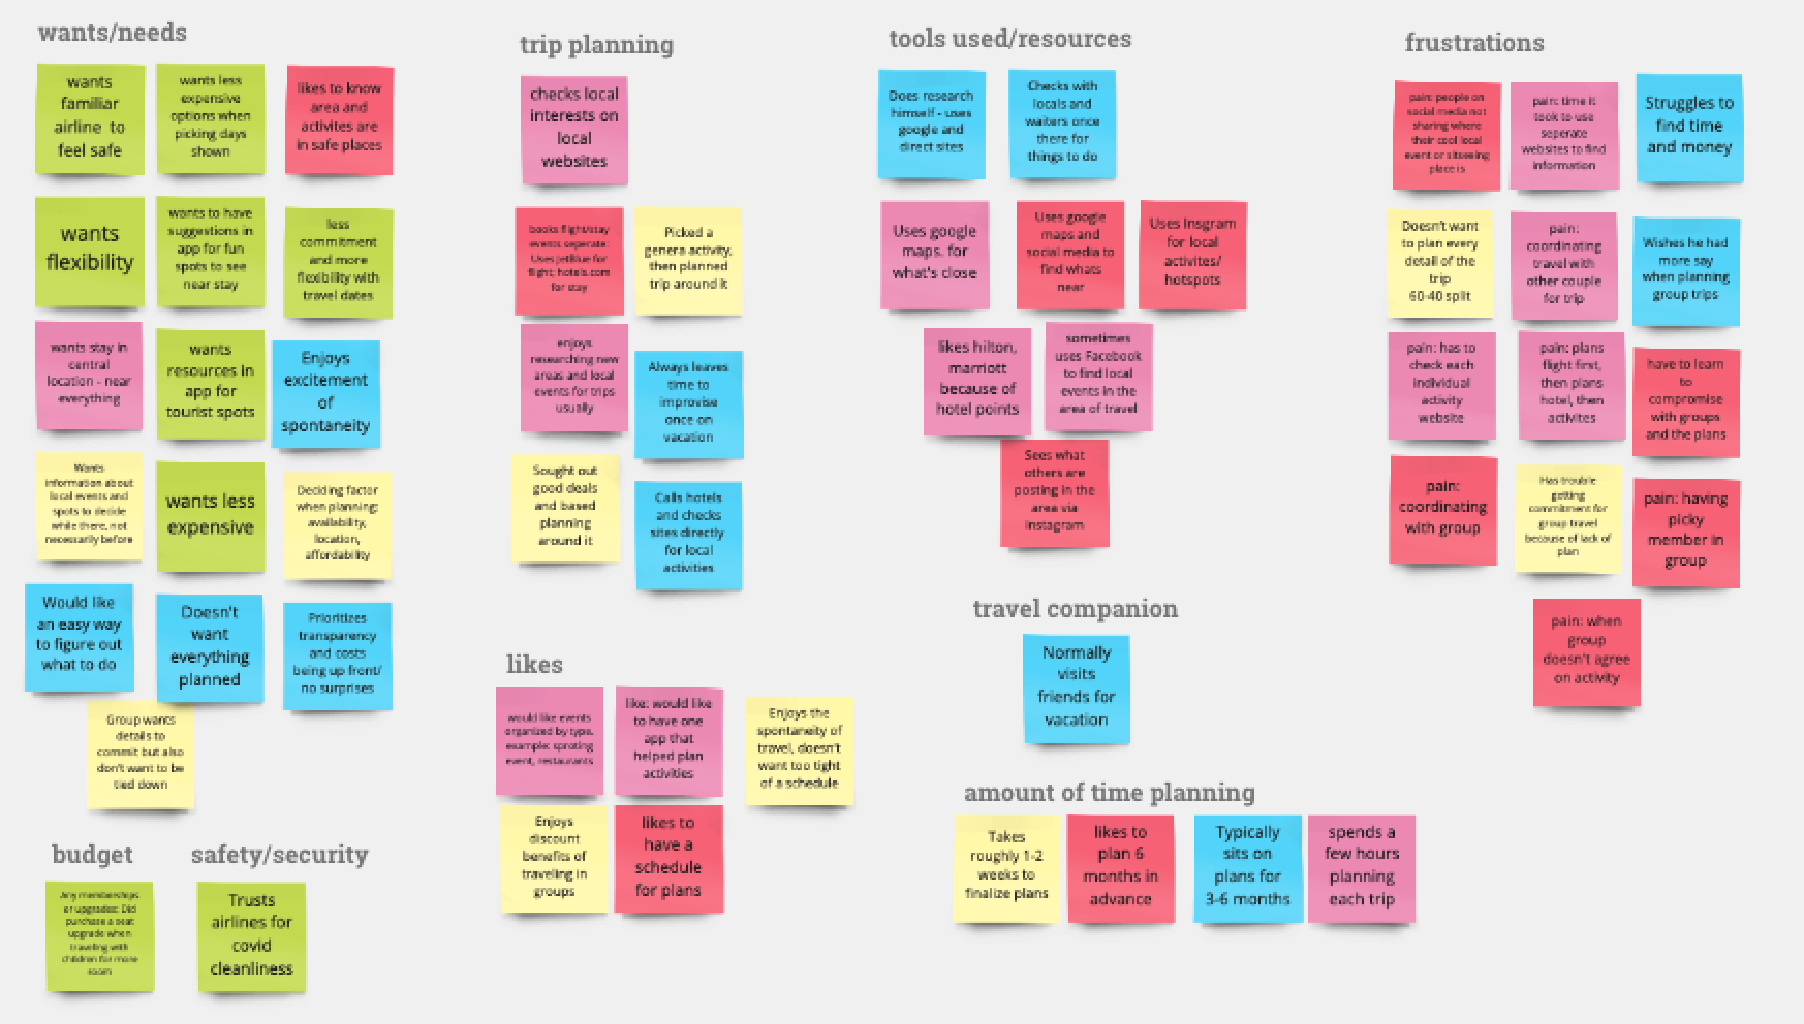 wants/needs
wants
familiar
airline to
feel safe
wants less
expensive
options when
picking days
shown
likes to know
area and
activites are
in safe places
wants
flexibility
wants to have
suggestions in
app for fun
spots to see
near stay
less
commitment
and more
flexibility with
travel dates
wants stay in
central
location - near
everything
wants
resources in
app for
tourist spots
Enjoys
excitement
of
spontaneity
Wants
information about
local events and
spots to decide
while there, not
necessarily before
wants less
expensive
Deciding factor
when planning:
availability,
location,
affordability
Would like
an easy way
to figure out
what to do
Doesn't
want
everything
planned
Prioritizes
transparency
and costs
being up front/
no surprises
Group wants
details to
commit but also
don't want to be
tied down
budget
Any memberships
or upgrades: Did
purchase a seat
upgrade when
traveling with
children for more
room
safety/security
Trusts
airlines for
covid
cleanliness
trip planning
checks local
interests on
local
websites
books flight/stay
events seperate:
Uses JetBlue for
flight; hotels.com
for stay
Picked a
genera activity,
then planned
trip around it
enjoys
researching new
areas and local
events for trips
usually
Always leaves
time to
improvise
once on
vacation
Sought out
good deals
and based
planning
around it
Calls hotels
and checks
sites directly
for local
activities
likes
would like events
organized by type.
example: sproting
event, restaurants
like: would like
to have one
app that
helped plan
activities
Enjoys the
spontaneity of
travel, doesn't
want too tight
of a schedule
Enjoys
discount
benefits of
traveling in
groups
likes to
have a
schedule
for plans
tools used/resources
Does research
himself - uses
google and
direct sites
Checks with
locals and
waiters once
there for
things to do
Uses google
maps. for
what's close
Uses google
maps and
social media to
find whats
near
Uses Insgram
for local
activites/
hotspots
likes hilton,
marriott
because of
hotel points
sometimes
uses Facebook
to find local
events in the
area of travel
Sees what
others are
posting in the
area via
instagram
travel companion
Normally
visits
friends for
vacation
amount of time planning
Takes
roughly 1-2
weeks to
finalize plans
likes to
plan 6
months in
advance
Typically
sits on
plans for
3-6 months
spends a
few hours
planning
each trip
frustrations
pain: people on
social media not
sharing where
their cool local
event or sitseeing
place is
pain: time it
took to use
seperate
websites to find
information
Struggles to
find time
and money
Doesn't want
to plan every
detail of the
trip
60-40 split
pain:
coordinating
travel with
other couple
for trip
Wishes he had
more say
when planning
group trips
pain: has to
check each
individual
activity
website
pain: plans
flight first,
then plans
hotel, then
activites
have to learn
to
compromise
with groups
and the plans
pain:
coordinating
with group
Has trouble
getting
commitment for
group travel
because of lack of
plan
pain: having
picky
member in
group
pain: when
group
doesn't agree
on activity